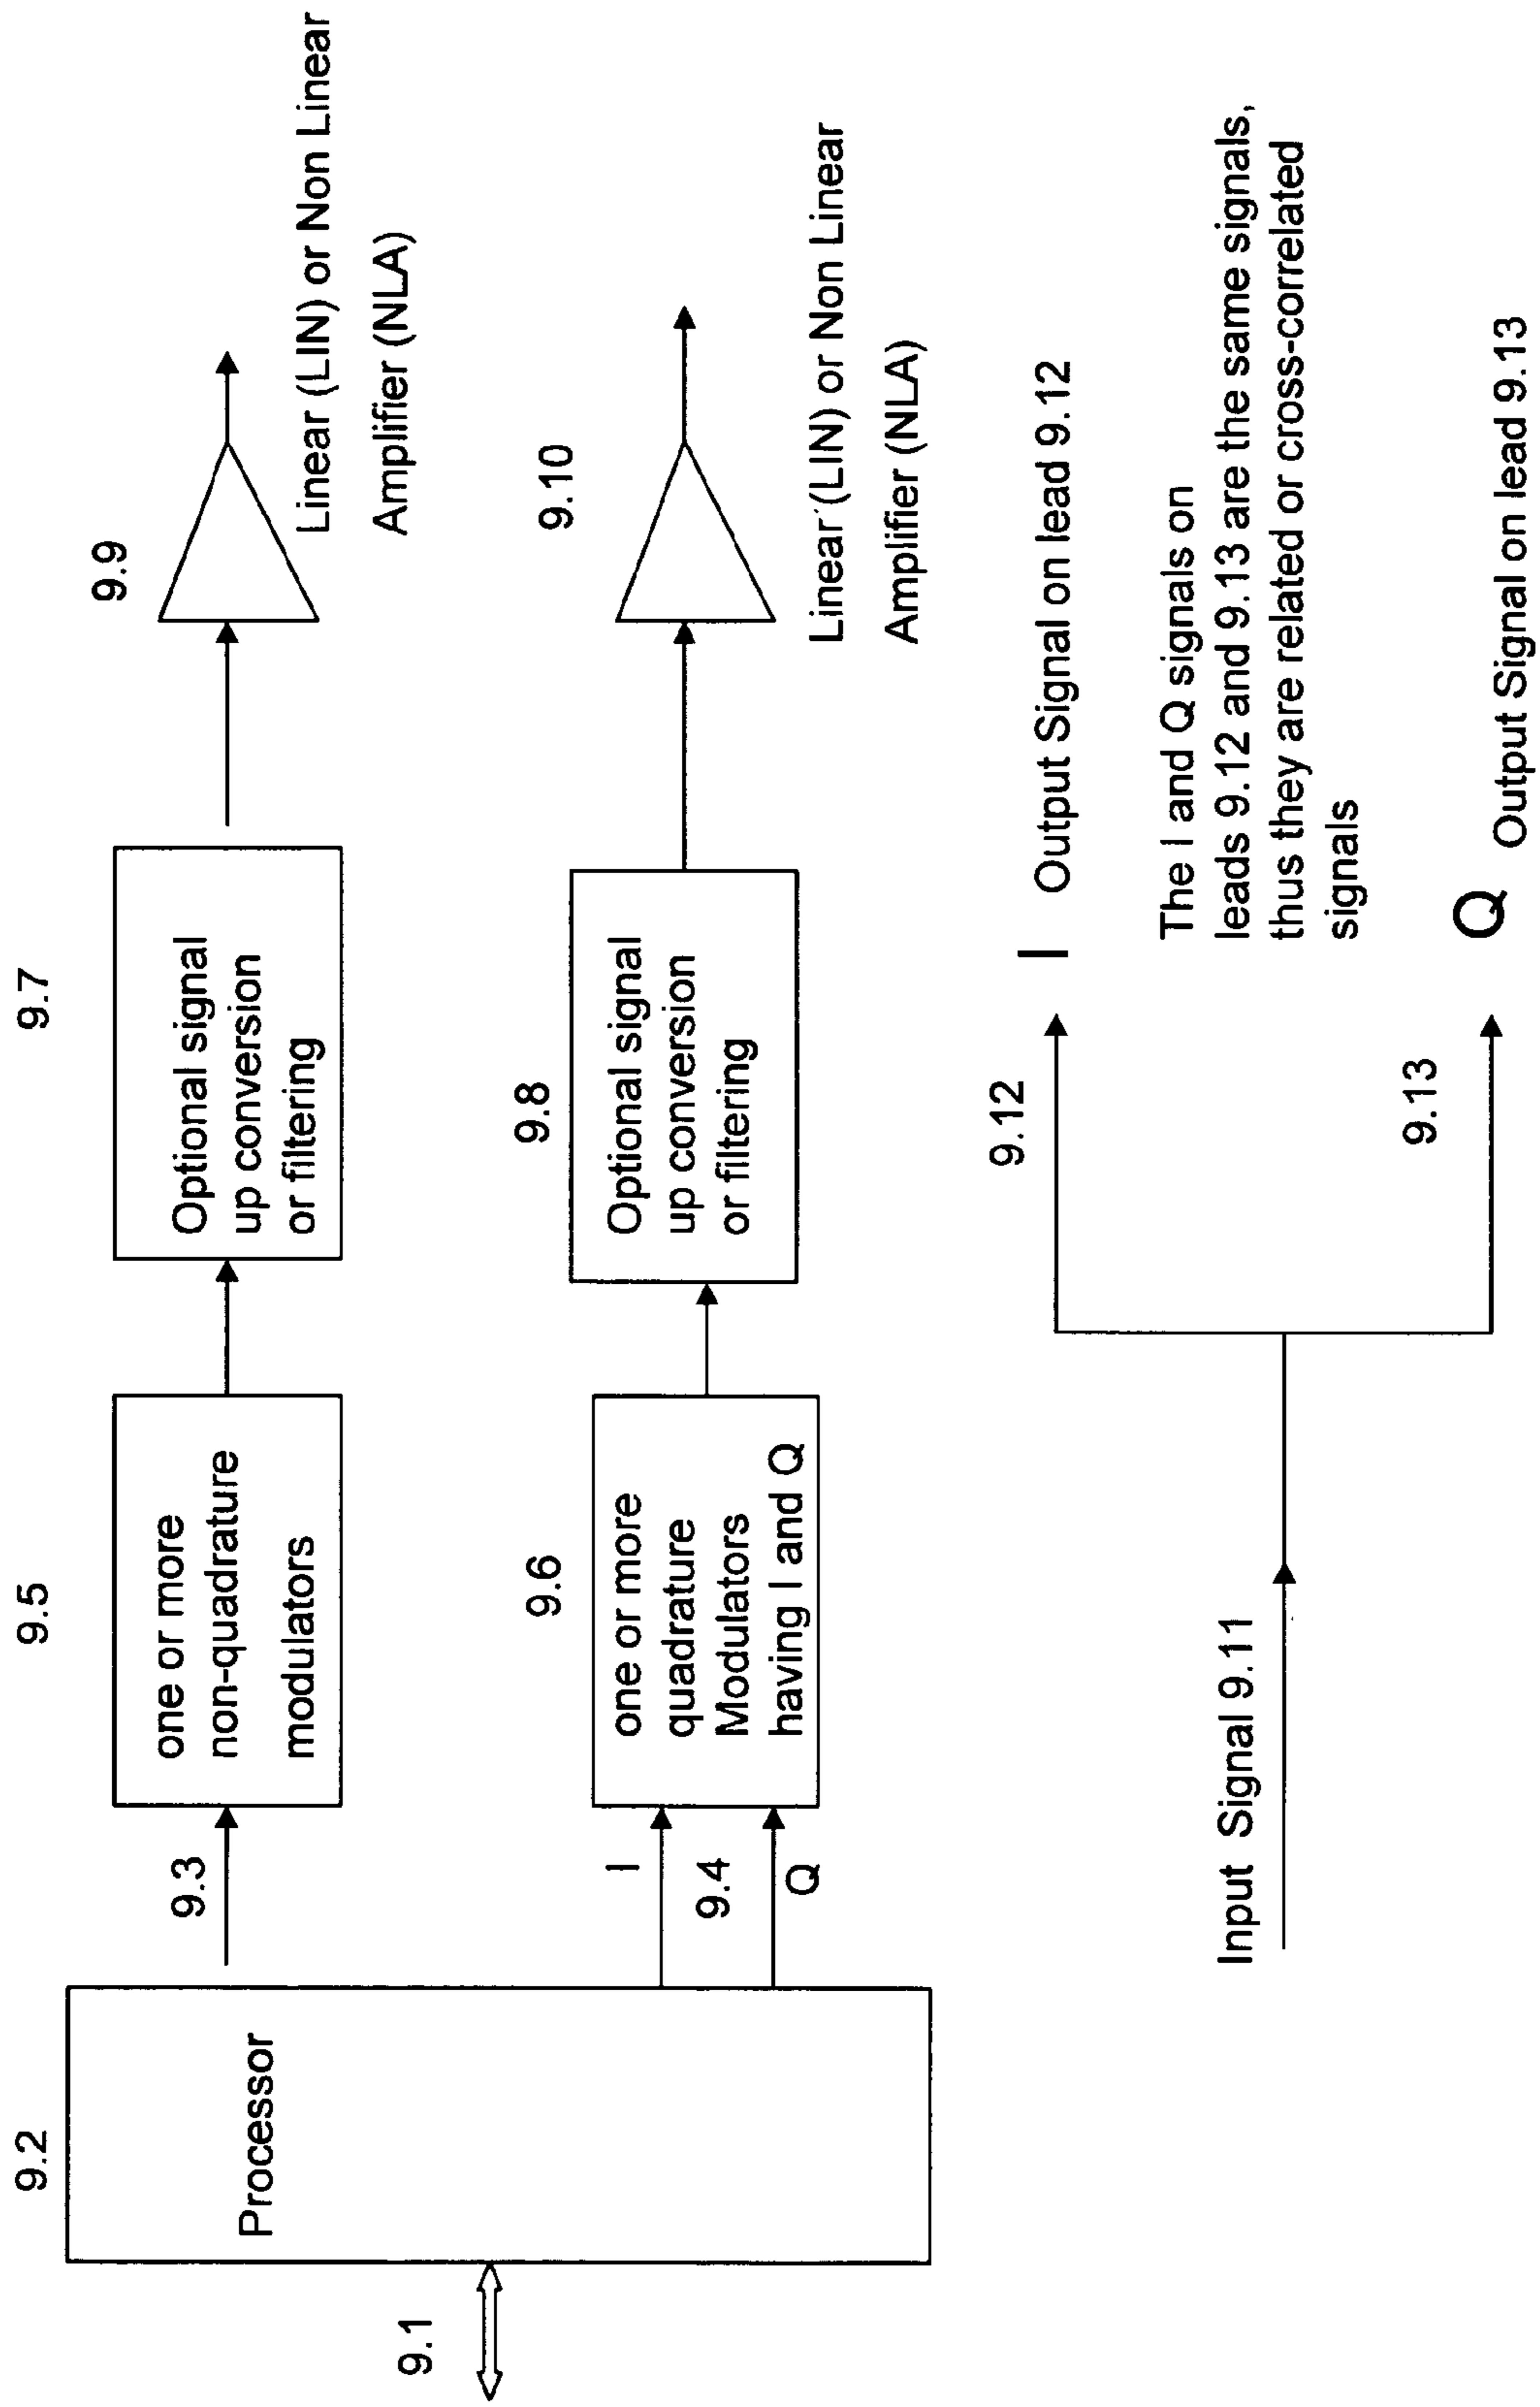 9.2
Processor
9.1
9.3
I
9.4
Q
9.5
one or more
non-quadrature
modulators
9.6
one or more
quadrature
Modulators
having I and Q
9.7
Optional signal
up conversion
or filtering
9.8
Optional signal
up conversion
or filtering
9.9
Linear (LIN) or Non Linear
Amplifier (NLA)
9.10
Linear (LIN) or Non Linear
Amplifier (NLA)
Input Signal 9.11
9.12
I
Output Signal on lead 9.12
The I and Q signals on
leads 9.12 and 9.13 are the same signals,
thus they are related or cross-correlated
signals
9.13
Q
Output Signal on lead 9.13